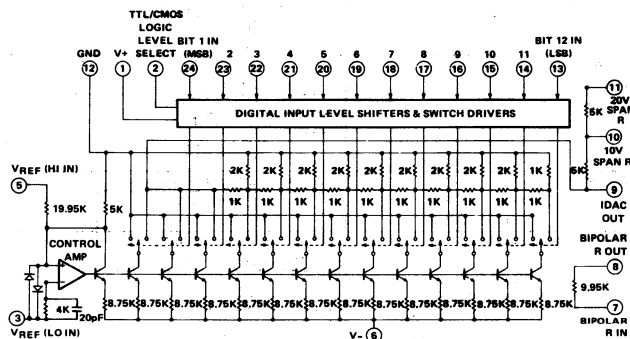 TTL/CMOS
LOGIC
LEVEL BIT 1 IN
GND V+ SELECT (MSB) 2 3 4 5 6 7 8 9 10 11 BIT 12 IN (LSB)
12 1 2 24 23 22 21 20 19 18 17 16 15 14 13
DIGITAL INPUT LEVEL SHIFTERS & SWITCH DRIVERS
11
5K 20V
SPAN
R
10
10V
SPAN R
5K
2K 2K 2K 2K 2K 2K 2K 2K 1K
1K 1K 1K 1K 1K 1K 1K 1K
9
IDAC
OUT
VREF (HI IN)
5
19.95K 5K
CONTROL
AMP
BIPOLAR
R OUT
8
9.95K
7
BIPOLAR
R IN
4K
20pF
8.75K 8.75K 8.75K 8.75K 8.75K 8.75K 8.75K 8.75K 8.75K 8.75K 8.75K 8.75K
3
VREF (LO IN)
V- 6